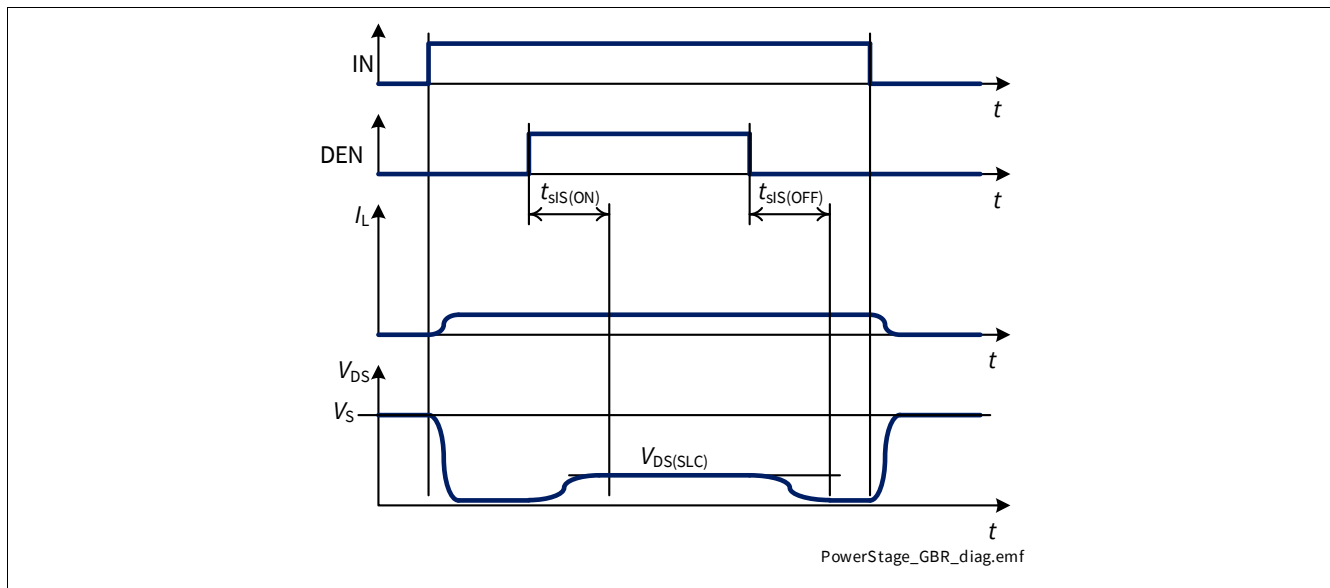 IN
t
DEN
t
tsIS(ON)
tsIS(OFF)
IL
t
VDS
VS
VDS(SLC)
t
PowerStage_GBR_diag.emf